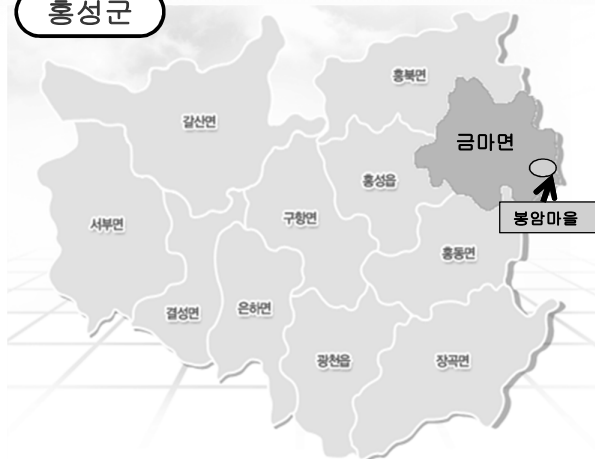 홍성군
홍북면
갈산면
금마면
홍성읍
서부면
구항면
봉암마을
홍동면
결성면
은하면
광천읍
장곡면